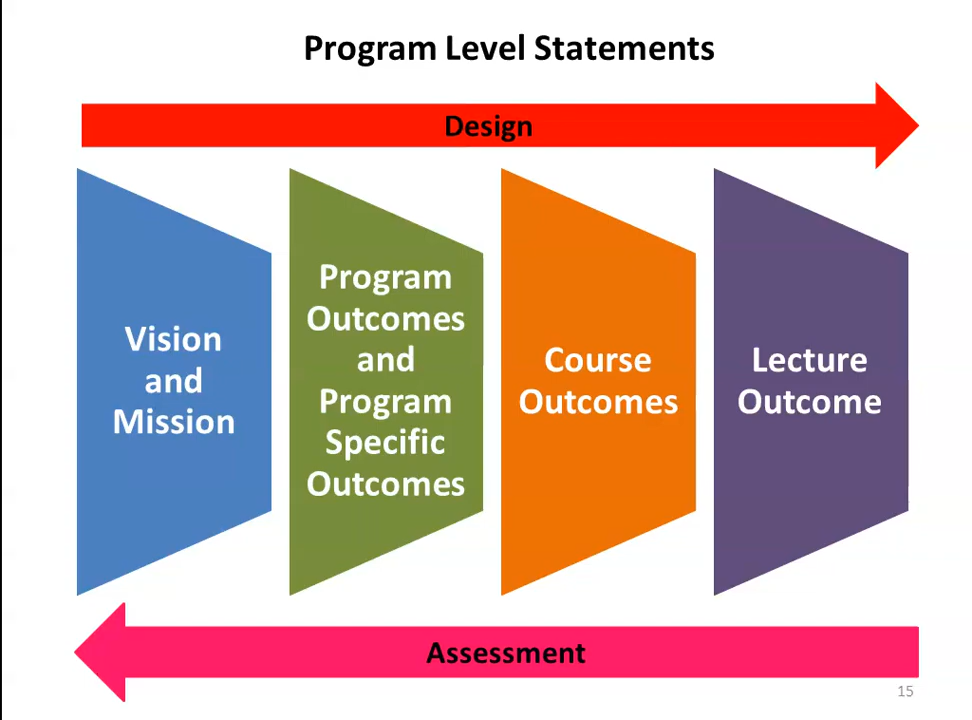 Program Level Statements
Design
Vision
and
Mission
Program
Outcomes
and
Program
Specific
Outcomes
Course
Outcomes
Lecture
Outcome
Assessment
15